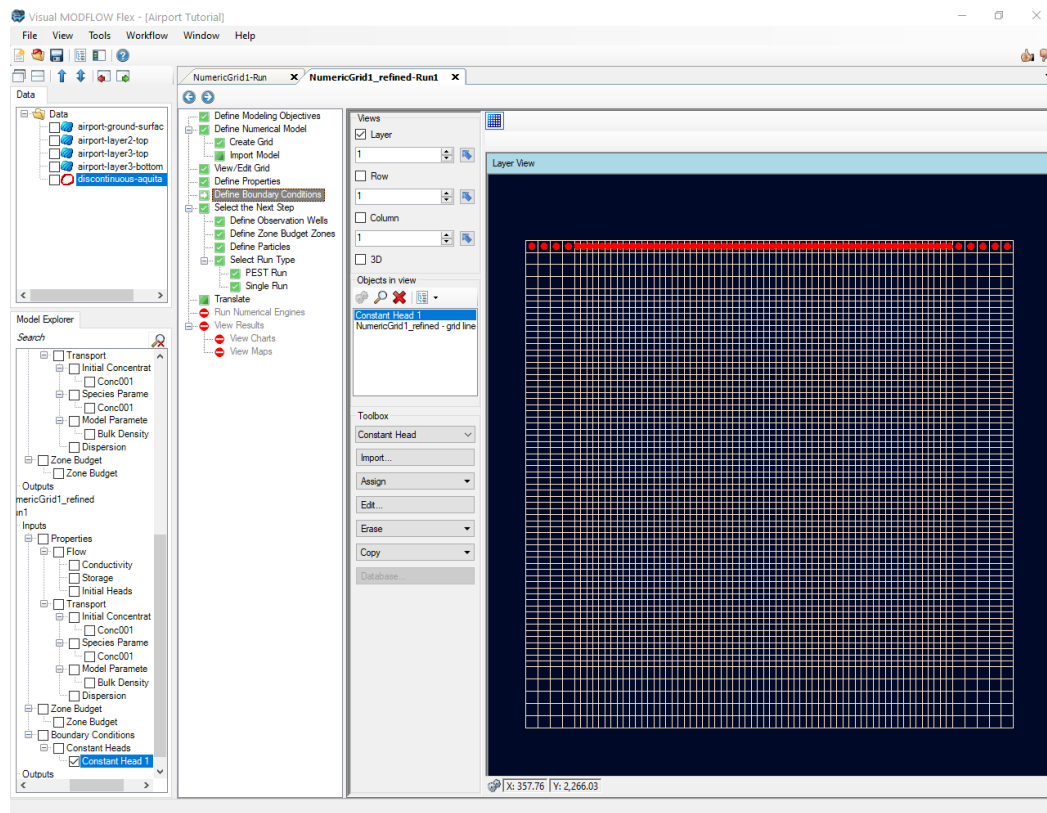 Visual MODFLOW Flex - [Airport Tutorial]
File View Tools Workflow Window Help
Data
Data
airport-ground-surfac
airport-layer2-top
airport-layer3-top
airport-layer3-bottom
discontinuous-aquita
Model Explorer
Search
Transport
Initial Concentrat
Conc001
Species Parame
Conc001
Model Paramete
Bulk Density
Dispersion
Zone Budget
Zone Budget
Outputs
mericGrid1_refined
un1
Inputs
Properties
Flow
Conductivity
Storage
Initial Heads
Transport
Initial Concentrat
Conc001
Species Parame
Conc001
Model Paramete
Bulk Density
Dispersion
Zone Budget
Zone Budget
Boundary Conditions
Constant Heads
Constant Head 1
Outputs
NumericGrid1-Run X NumericGrid1_refined-Run1 X
Define Modeling Objectives
Define Numerical Model
Create Grid
Import Model
View/Edit Grid
Define Properties
Define Boundary Conditions
Select the Next Step
Define Observation Wells
Define Zone Budget Zones
Define Particles
Select Run Type
PEST Run
Single Run
Translate
Run Numerical Engines
View Results
View Charts
View Maps
Views
Layer
1
Row
1
Column
1
3D
Objects in view
Constant Head 1
NumericGrid1_refined - grid line
Toolbox
Constant Head
Import...
Assign
Edit...
Erase
Copy
Database...
Layer View
X: 357.76 Y: 2,266.03